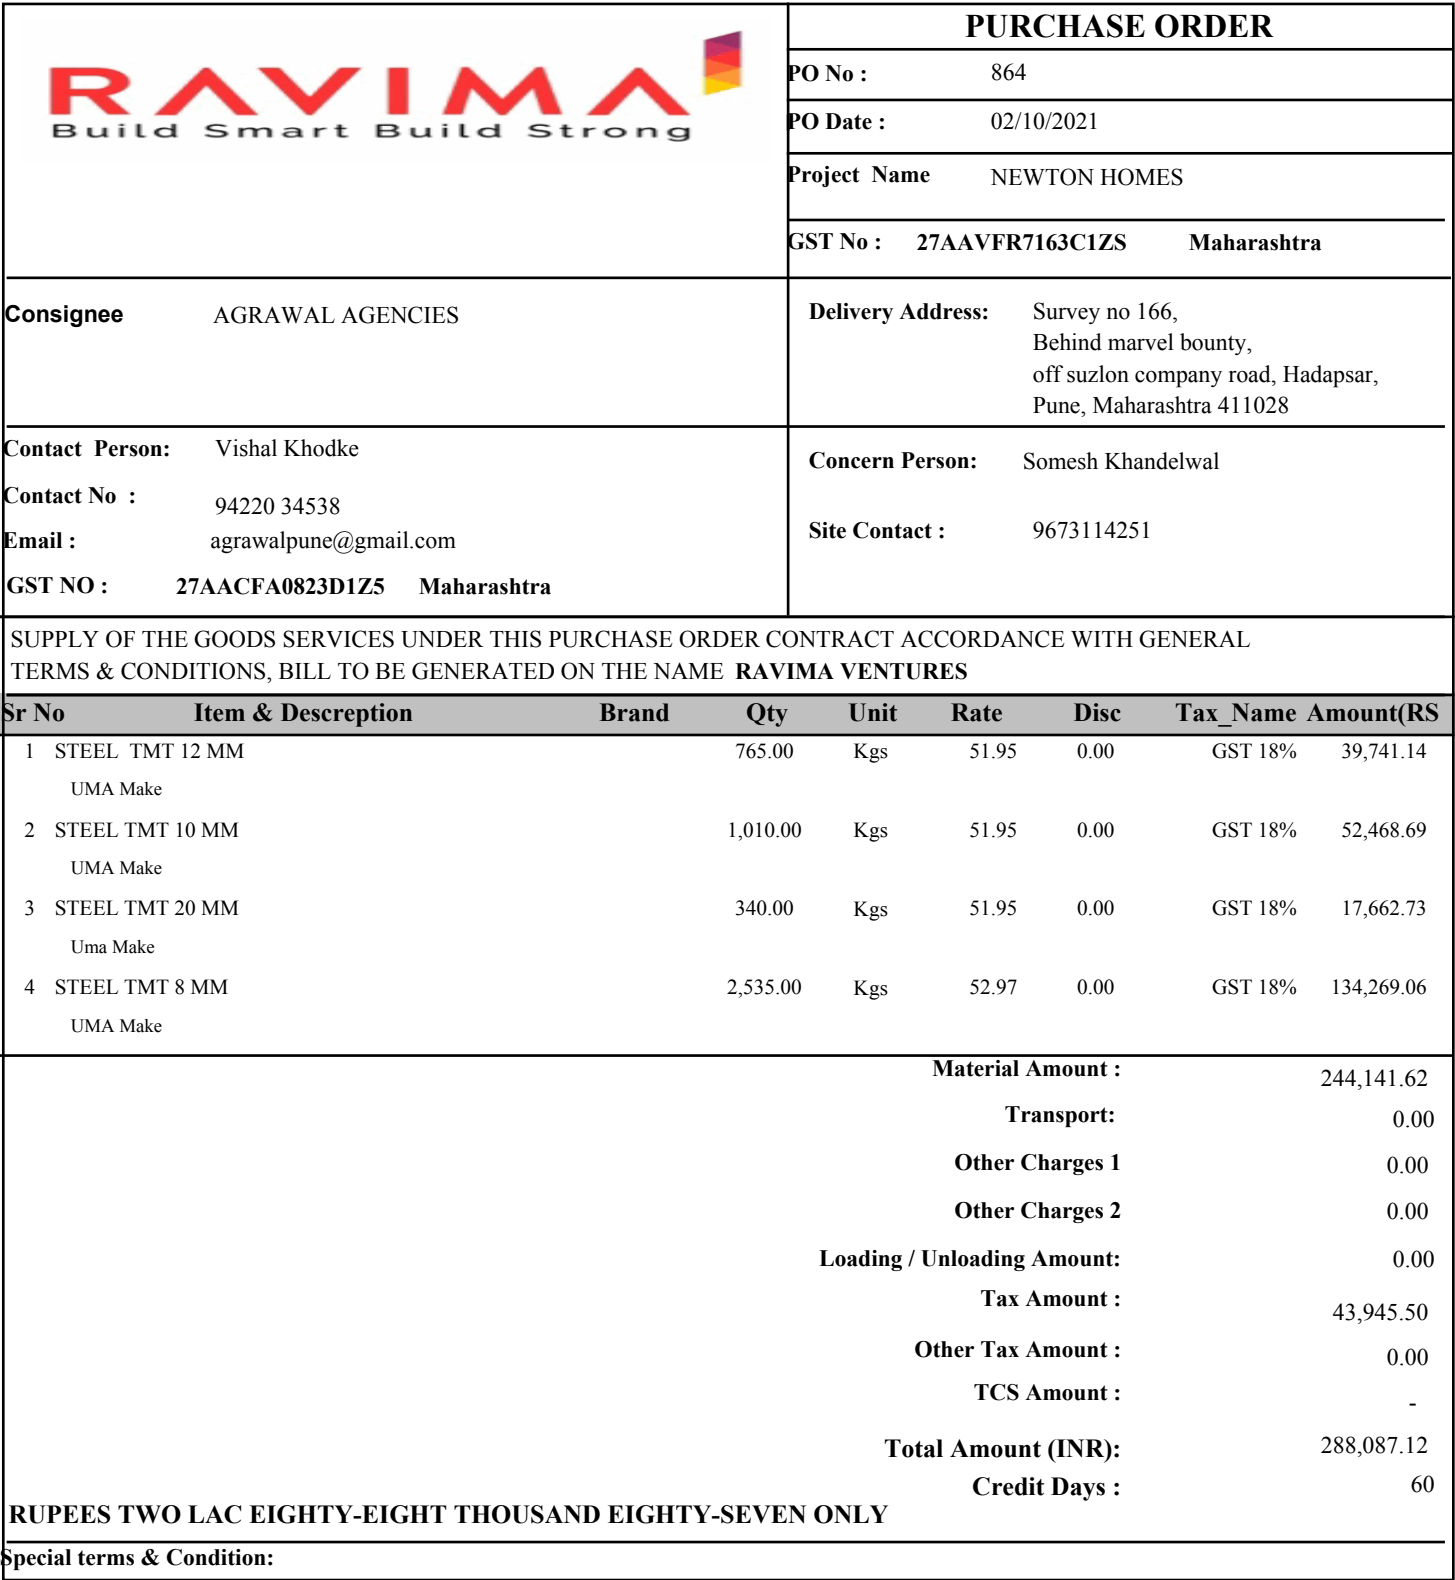 RAVIMA
Build Smart Build Strong
PURCHASE ORDER
PO No : 864
PO Date : 02/10/2021
Project Name NEWTON HOMES
GST No : 27AAVFR7163C1ZS Maharashtra
Consignee AGRAWAL AGENCIES
Delivery Address: Survey no 166,
Behind marvel bounty,
off suzlon company road, Hadapsar,
Pune, Maharashtra 411028
Contact Person: Vishal Khodke
Contact No : 94220 34538
Email : agrawalpune@gmail.com
GST NO : 27AACFA0823D1Z5 Maharashtra
Concern Person: Somesh Khandelwal
Site Contact : 9673114251
SUPPLY OF THE GOODS SERVICES UNDER THIS PURCHASE ORDER CONTRACT ACCORDANCE WITH GENERAL
TERMS & CONDITIONS, BILL TO BE GENERATED ON THE NAME RAVIMA VENTURES
Sr No Item & Descreption Brand Qty Unit Rate Disc Tax_Name Amount(RS
1 STEEL TMT 12 MM 765.00 Kgs 51.95 0.00 GST 18% 39,741.14
UMA Make
2 STEEL TMT 10 MM 1,010.00 Kgs 51.95 0.00 GST 18% 52,468.69
UMA Make
3 STEEL TMT 20 MM 340.00 Kgs 51.95 0.00 GST 18% 17,662.73
Uma Make
4 STEEL TMT 8 MM 2,535.00 Kgs 52.97 0.00 GST 18% 134,269.06
UMA Make
Material Amount : 244,141.62
Transport: 0.00
Other Charges 1 0.00
Other Charges 2 0.00
Loading / Unloading Amount: 0.00
Tax Amount : 43,945.50
Other Tax Amount : 0.00
TCS Amount : -
Total Amount (INR): 288,087.12
Credit Days : 60
RUPEES TWO LAC EIGHTY-EIGHT THOUSAND EIGHTY-SEVEN ONLY
Special terms & Condition: